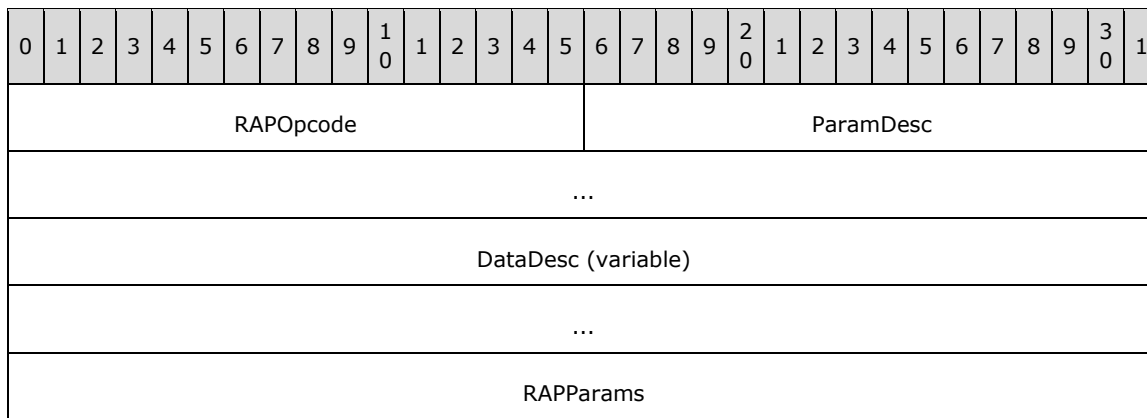 0 1 2 3 4 5 6 7 8 9 1 0 1 2 3 4 5 6 7 8 9 2 0 1 2 3 4 5 6 7 8 9 3 0 1
RAPOpcode ParamDesc
...
DataDesc (variable)
...
RAPParams